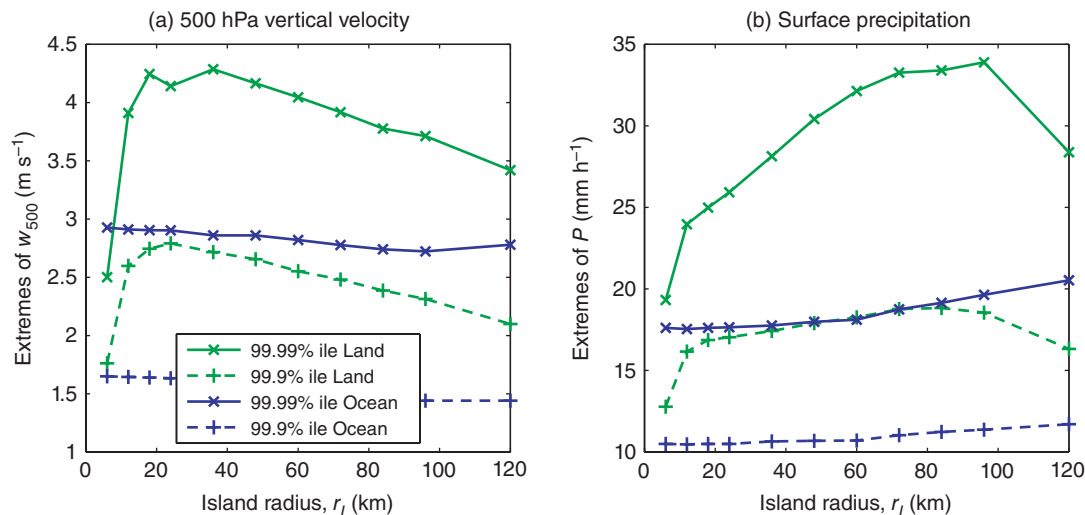 (a) 500 hPa vertical velocity
4.5
4
3.5
3
2.5
2
1.5
1
Extremes of w500 (m s−1)
99.99% ile Land
99.9% ile Land
99.99% ile Ocean
99.9% ile Ocean
0 20 40 60 80 100 120
Island radius, rI (km)
(b) Surface precipitation
35
30
25
20
15
10
Extremes of P (mm h−1)
0 20 40 60 80 100 120
Island radius, rI (km)